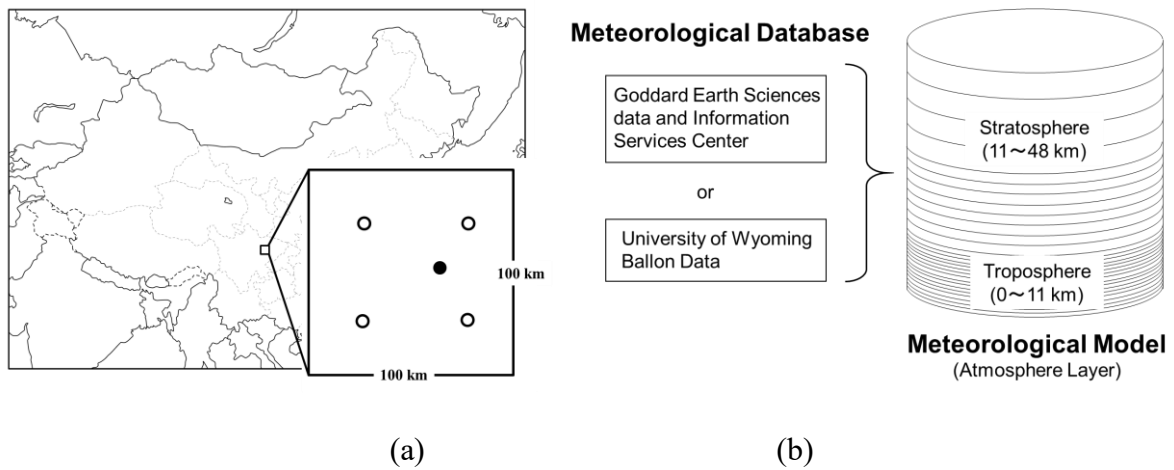 100 km
100 km
(a)
Meteorological Database
Goddard Earth Sciences
data and Information
Services Center
or
University of Wyoming
Ballon Data
Stratosphere
(11～48 km)
Troposphere
(0～11 km)
Meteorological Model
(Atmosphere Layer)
(b)